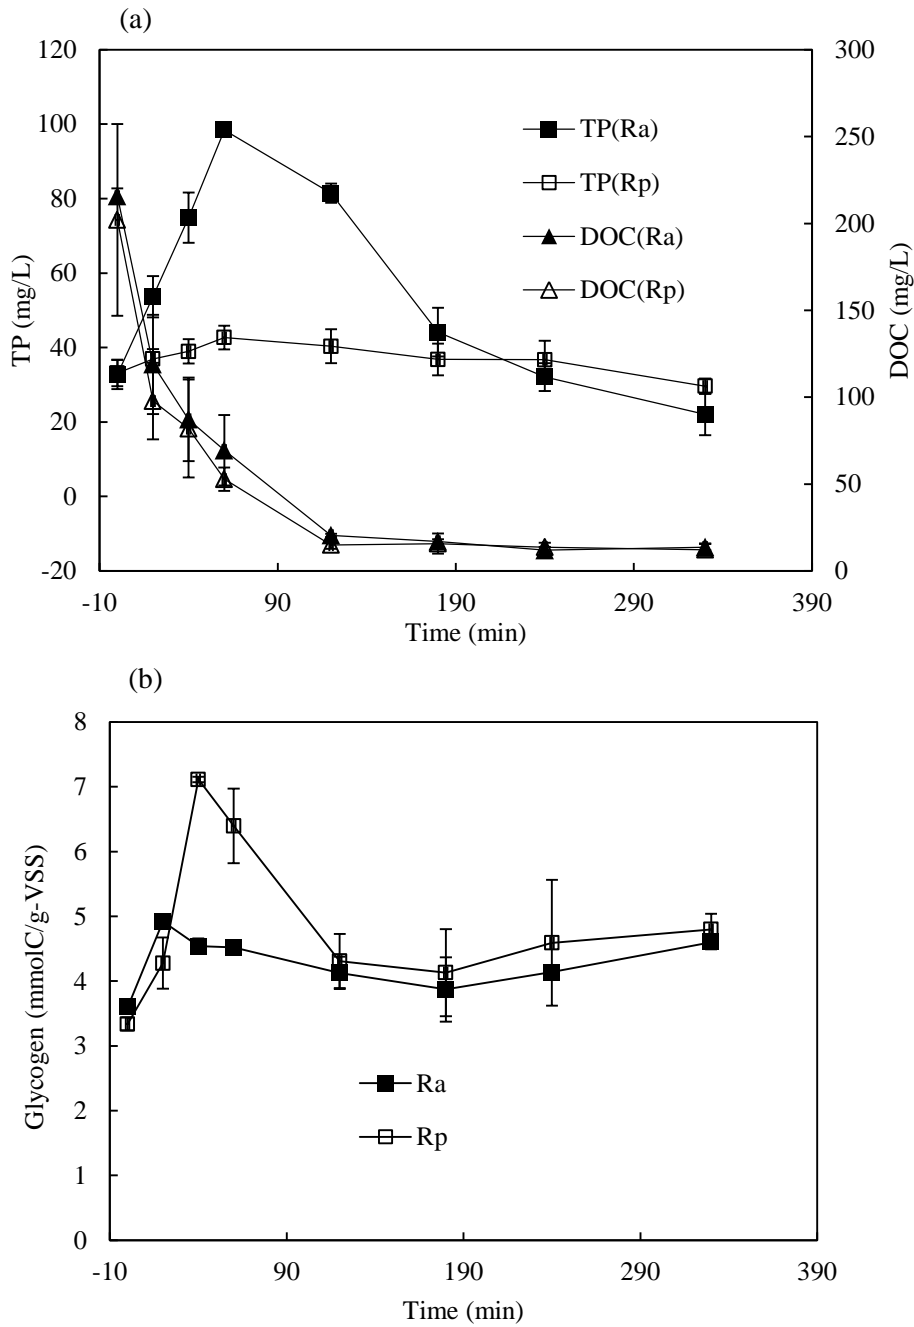 (a)
120
100
80
60
40
20
0
-20
TP (mg/L)
300
250
200
150
100
50
0
DOC (mg/L)
TP(Ra)
TP(Rp)
DOC(Ra)
DOC(Rp)
-10 90 190 290 390
Time (min)
(b)
8
7
6
5
4
3
2
1
0
Glycogen (mmolC/g-VSS)
Ra
Rp
-10 90 190 290 390
Time (min)